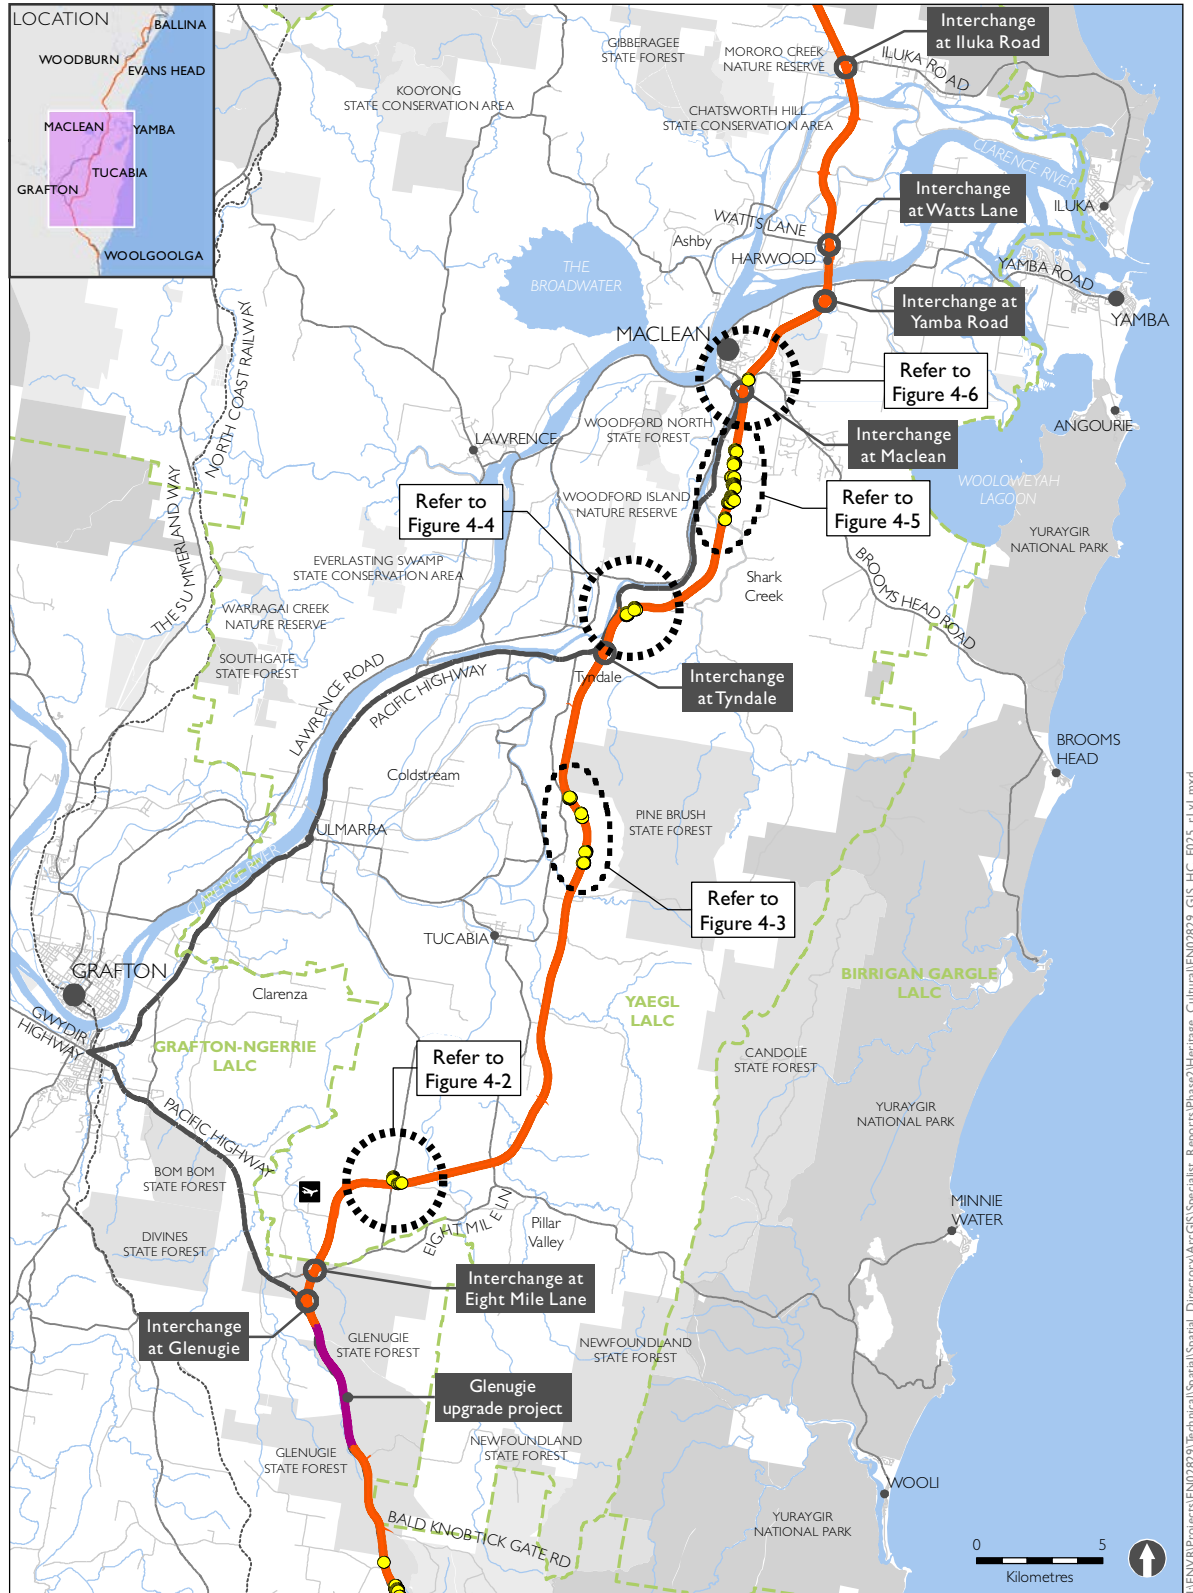 LOCATION
BALLINA
WOODBURN
EVANS HEAD
MACLEAN
YAMBA
TUCABIA
GRAFTON
WOOLGOOLGA
GIBBERAGEE
STATE FOREST
MORORO CREEK
NATURE RESERVE
Interchange
at Iluka Road
ILUKA ROAD
KOOYONG
STATE CONSERVATION AREA
CHATSWORTH HILL
STATE CONSERVATION AREA
CLARENCE RIVER
Interchange
at Watts Lane
ILUKA
WATTS LANE
Ashby
HARWOOD
YAMBA ROAD
THE
BROADWATER
Interchange at
Yamba Road
YAMBA
MACLEAN
NORTH COAST RAILWAY
Refer to
Figure 4-6
WOODFORD NORTH
STATE FOREST
ANGOURIE
Interchange
at Maclean
LAWRENCE
THE SUMMERLAND WAY
WOOLOWEYAH
LAGOON
Refer to
Figure 4-4
WOODFORD ISLAND
NATURE RESERVE
Refer to
Figure 4-5
YURAYGIR
NATIONAL PARK
EVERLASTING SWAMP
STATE CONSERVATION AREA
Shark
Creek
BROOMS HEAD ROAD
WARRAGAI CREEK
NATURE RESERVE
SOUTHGATE
STATE FOREST
LAWRENCE ROAD
PACIFIC HIGHWAY
Tyndale
Interchange
at Tyndale
BROOMS
HEAD
Coldstream
PINE BRUSH
STATE FOREST
ULMARRA
CLARENCE RIVER
Refer to
Figure 4-3
TUCABIA
GRAFTON
Clarenza
BIRRIGAN GARGLE
LALC
YAEGL
LALC
GWYDIR
HIGHWAY
GRAFTON-NGERRIE
LALC
Refer to
Figure 4-2
CANDOLE
STATE FOREST
YURAYGIR
NATIONAL PARK
PACIFIC HIGHWAY
BOM BOM
STATE FOREST
EIGHT MILE LN
Pillar
Valley
MINNIE
WATER
DIVINES
STATE FOREST
Interchange at
Eight Mile Lane
Interchange
at Glenugie
GLENUGIE
STATE FOREST
NEWFOUNDLAND
STATE FOREST
Glenugie
upgrade project
GLENUGIE
STATE FOREST
NEWFOUNDLAND
STATE FOREST
WOOLI
BALD KNOB TICK GATE RD
YURAYGIR
NATIONAL PARK
0 5
Kilometres